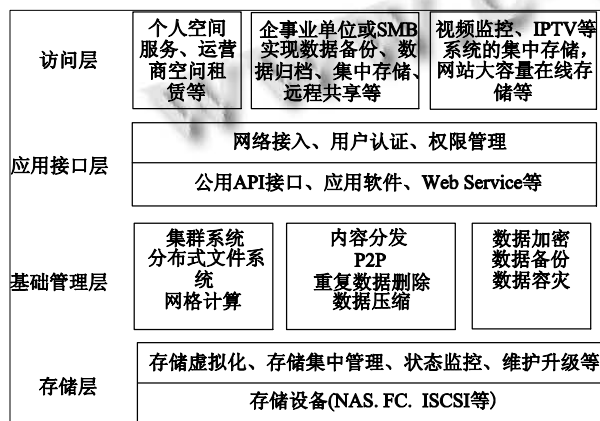 访问层
个人空间
服务、运营
商空问租
赁等
企事业单位或SMB
实现数据备份、数
据归档、集中存储、
远程共享等
视频监控、IPTV等
系统的集中存储，
网站大容量在线存
储等
应用接口层
网络接入、用户认证、权限管理
公用API接口、应用软件、Web Service等
基础管理层
集群系统
分布式文件系
统
网格计算
内容分发
P2P
重复数据删除
数据压缩
数据加密
数据备份
数据容灾
存储层
存储虚拟化、存储集中管理、状态监控、维护升级等
存储设备(NAS. FC. ISCSI等)